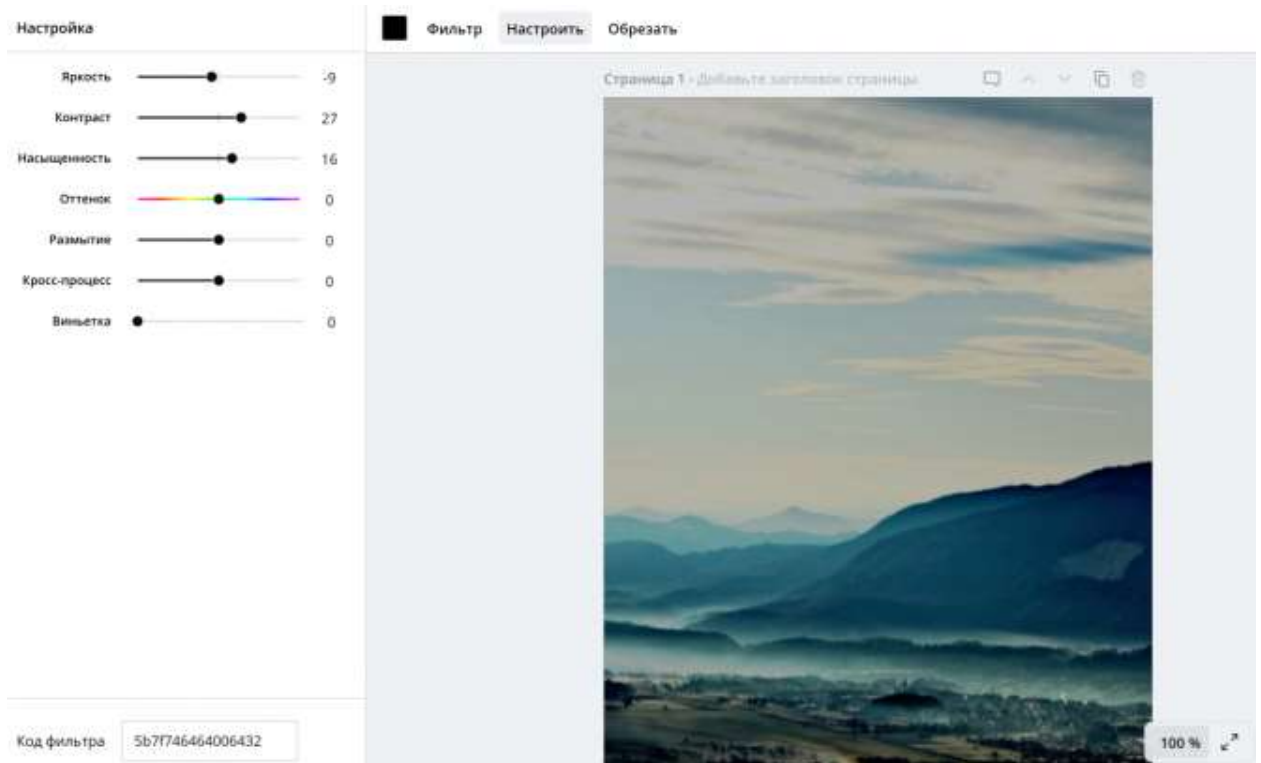 Настройка
Фильтр Настроить Обрезать
Яркость -9
Контраст 27
Насыщенность 16
Оттенок 0
Размытие 0
Кросс-процесс 0
Виньетка 0
Страница 1 - Добавьте заголовок страницы
Код фильтра 5b7f746464006432
100 %